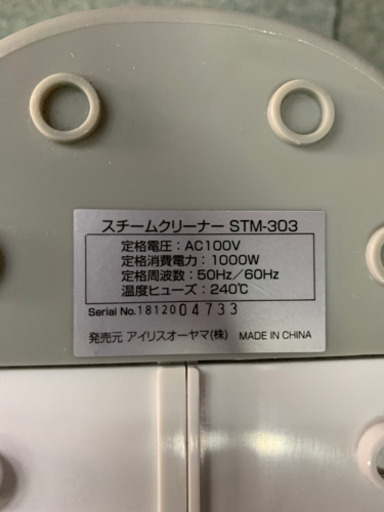 スチームクリーナー STM-303
定格電圧：AC100V
定格消費電力：1000W
定格周波数：50Hz／60Hz
温度ヒューズ：240℃
Serial No.181200４７３３
発売元 アイリスオーヤマ(株) MADE IN CHINA